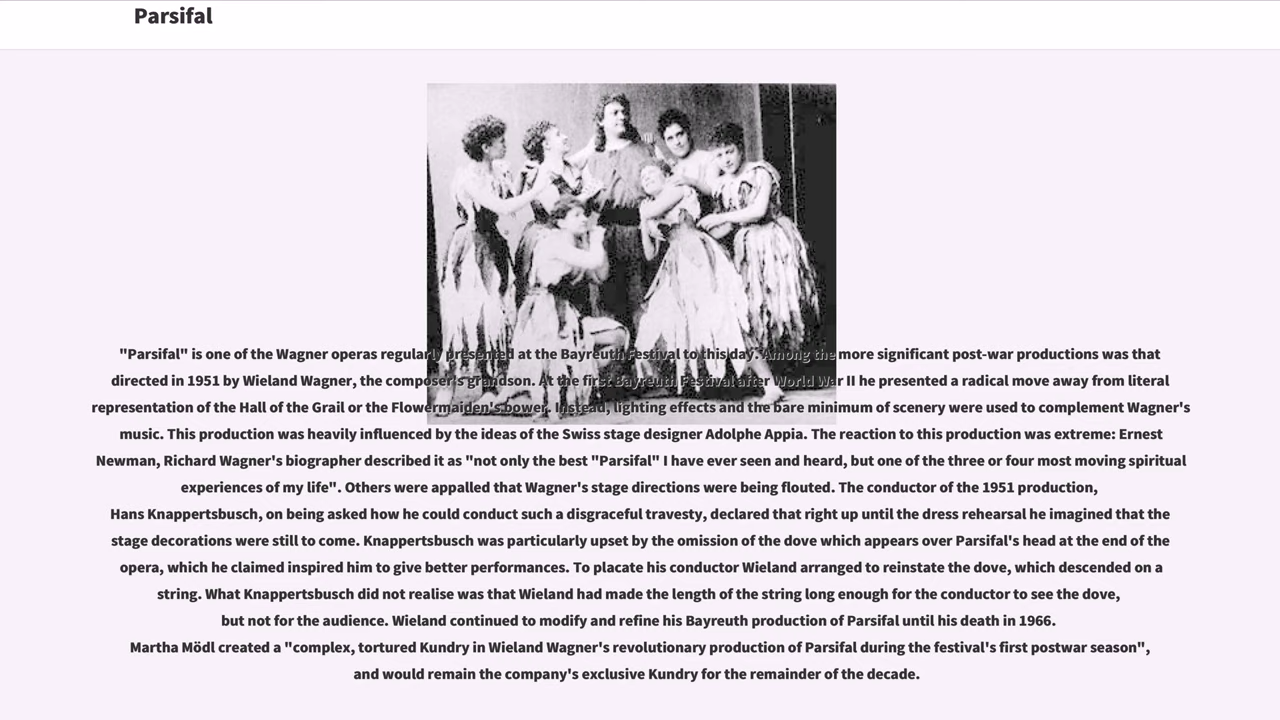 Parsifal
"Parsifal" is one of the Wagner operas regularly presented at the Bayreuth Festival to this day. Among the more significant post-war productions was that
directed in 1951 by Wieland Wagner, the composer's grandson. At the first Bayreuth Festival after World War II he presented a radical move away from literal
representation of the Hall of the Grail or the Flowermaiden's bower. Instead, lighting effects and the bare minimum of scenery were used to complement Wagner's
music. This production was heavily influenced by the ideas of the Swiss stage designer Adolphe Appia. The reaction to this production was extreme: Ernest
Newman, Richard Wagner's biographer described it as "not only the best "Parsifal" I have ever seen and heard, but one of the three or four most moving spiritual
experiences of my life". Others were appalled that Wagner's stage directions were being flouted. The conductor of the 1951 production,
Hans Knappertsbusch, on being asked how he could conduct such a disgraceful travesty, declared that right up until the dress rehearsal he imagined that the
stage decorations were still to come. Knappertsbusch was particularly upset by the omission of the dove which appears over Parsifal's head at the end of the
opera, which he claimed inspired him to give better performances. To placate his conductor Wieland arranged to reinstate the dove, which descended on a
string. What Knappertsbusch did not realise was that Wieland had made the length of the string long enough for the conductor to see the dove,
but not for the audience. Wieland continued to modify and refine his Bayreuth production of Parsifal until his death in 1966.
Martha Mödl created a "complex, tortured Kundry in Wieland Wagner's revolutionary production of Parsifal during the festival's first postwar season",
and would remain the company's exclusive Kundry for the remainder of the decade.